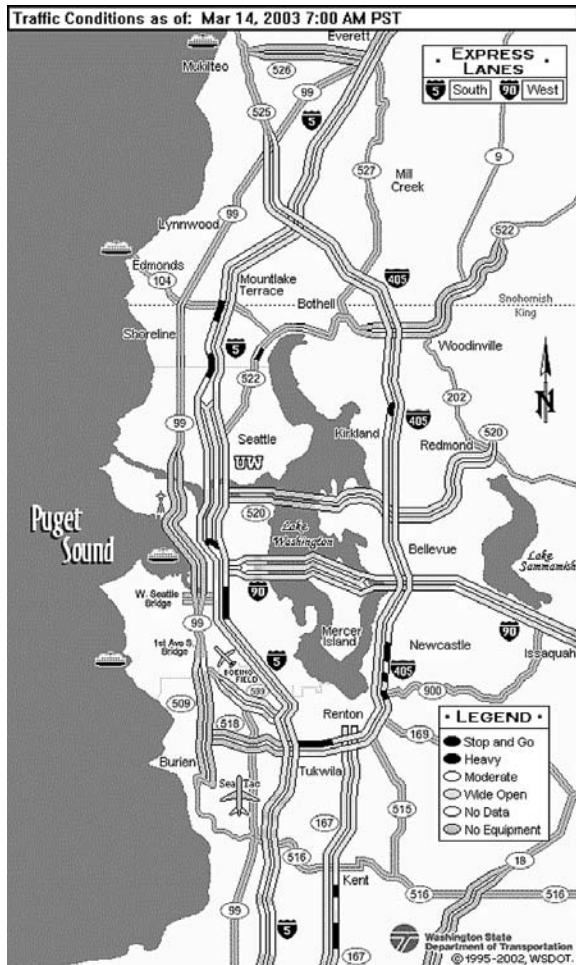 Traffic Conditions as of: Mar 14, 2003 7:00 AM PST
Everett
Mukilteo
526
99
525
5
EXPRESS
LANES
5 South 90 West
9
527
Mill
Creek
Lynnwood
99
522
Edmonds
104
Mountlake
Terrace
405
Bothell
Snohomish
King
Shoreline
5
522
Woodinville
N
202
99
Seattle
UW
Kirkland
405
Redmond
520
Puget
Sound
520
Lake
Washington
Bellevue
Lake
Sammamish
W. Seattle
Bridge
90
99
1st Ave S.
Bridge
Mercer
Island
Newcastle
90
Issaquah
BOEING
FIELD
5
405
900
599
509
518
Renton
169
Burien
Sea Tac
Tukwila
LEGEND
Stop and Go
Heavy
Moderate
Wide Open
No Data
No Equipment
167
515
516
18
Kent
516
516
99
5
167
Washington State
Department of Transportation
©1995-2002, WSDOT.